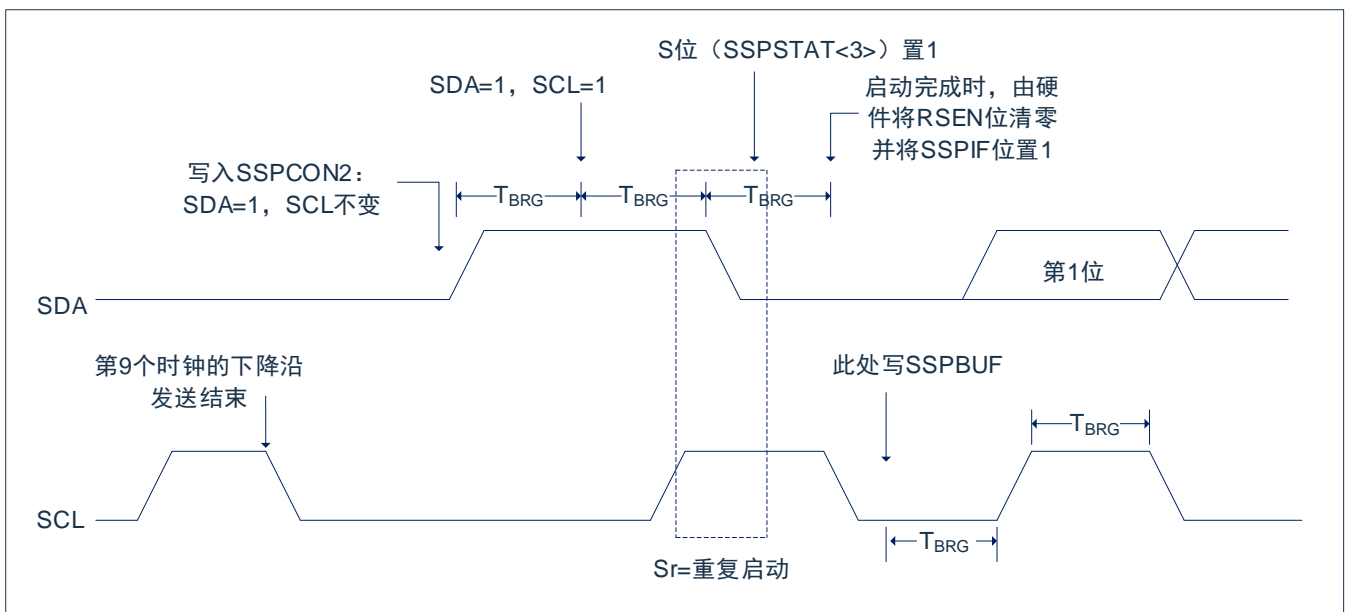 S位（SSPSTAT<3>）置1
SDA=1，SCL=1
启动完成时，由硬
件将RSEN位清零
并将SSPIF位置1
写入SSPCON2：
SDA=1，SCL不变
TBRG
TBRG
TBRG
第1位
SDA
第9个时钟的下降沿
发送结束
此处写SSPBUF
TBRG
SCL
TBRG
Sr=重复启动